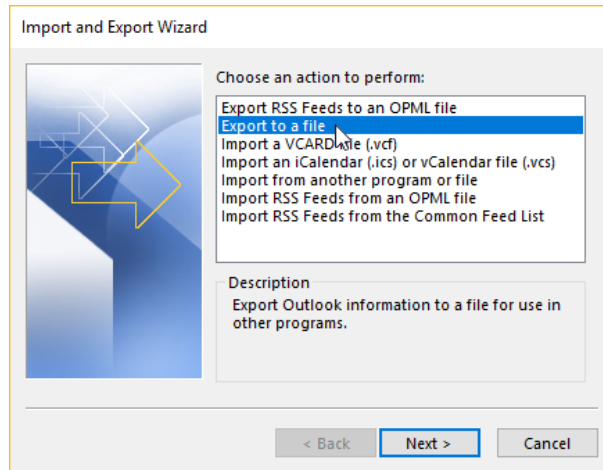 Import and Export Wizard
Choose an action to perform:
Export RSS Feeds to an OPML file
Export to a file
Import a VCARD file (.vcf)
Import an iCalendar (.ics) or vCalendar file (.vcs)
Import from another program or file
Import RSS Feeds from an OPML file
Import RSS Feeds from the Common Feed List
Description
Export Outlook information to a file for use in
other programs.
< Back
Next >
Cancel